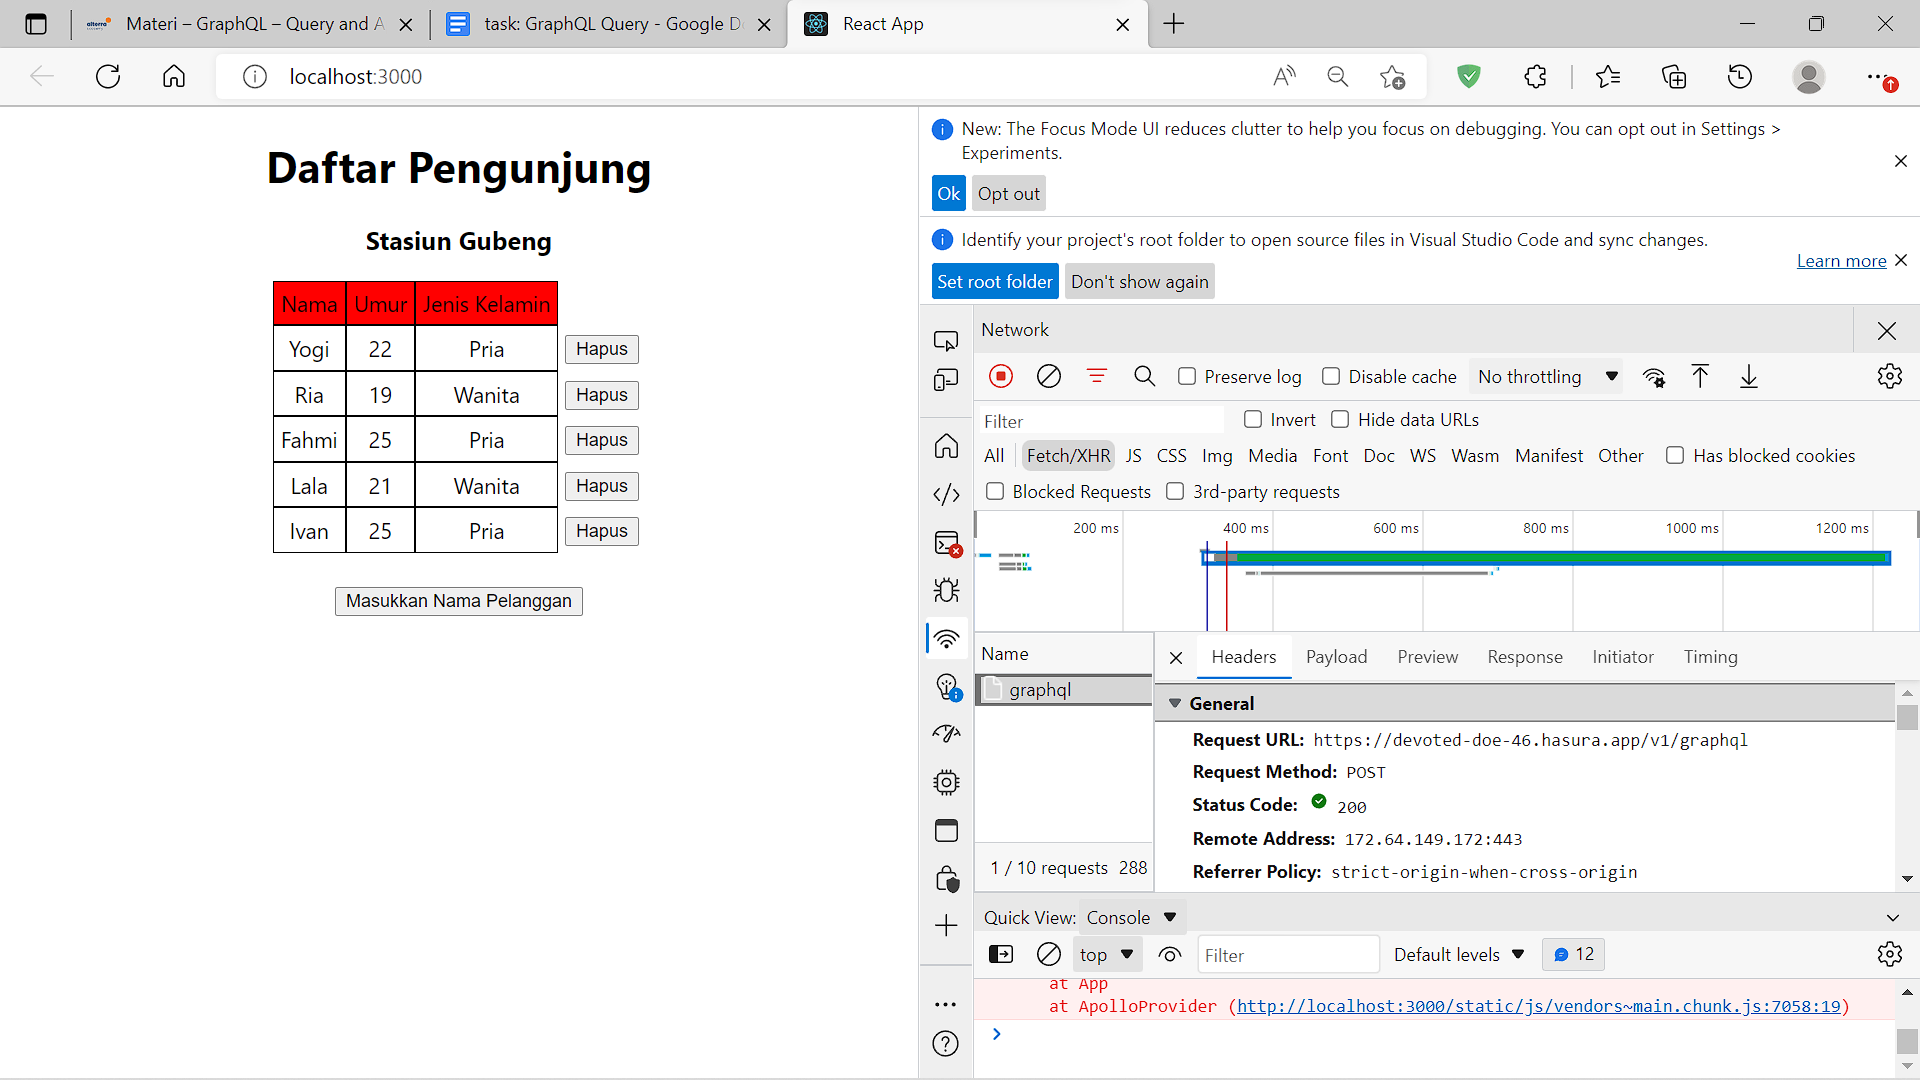 alterra
Materi – GraphQL – Query and A
task: GraphQL Query - Google D
React App
localhost:3000
Daftar Pengunjung
Stasiun Gubeng
Nama Umur Jenis Kelamin
Yogi 22 Pria Hapus
Ria 19 Wanita Hapus
Fahmi 25 Pria Hapus
Lala 21 Wanita Hapus
Ivan 25 Pria Hapus
Masukkan Nama Pelanggan
New: The Focus Mode UI reduces clutter to help you focus on debugging. You can opt out in Settings >
Experiments.
Ok Opt out
Identify your project's root folder to open source files in Visual Studio Code and sync changes.
Learn more
Set root folder Don't show again
Network
Preserve log Disable cache No throttling
Filter Invert Hide data URLs
All Fetch/XHR JS CSS Img Media Font Doc WS Wasm Manifest Other Has blocked cookies
Blocked Requests 3rd-party requests
200 ms 400 ms 600 ms 800 ms 1000 ms 1200 ms
Name
graphql
1 / 10 requests 288
Headers Payload Preview Response Initiator Timing
General
Request URL: https://devoted-doe-46.hasura.app/v1/graphql
Request Method: POST
Status Code: 200
Remote Address: 172.64.149.172:443
Referrer Policy: strict-origin-when-cross-origin
Quick View: Console
top Filter Default levels 12
at App
at ApolloProvider (http://localhost:3000/static/js/vendors~main.chunk.js:7058:19)